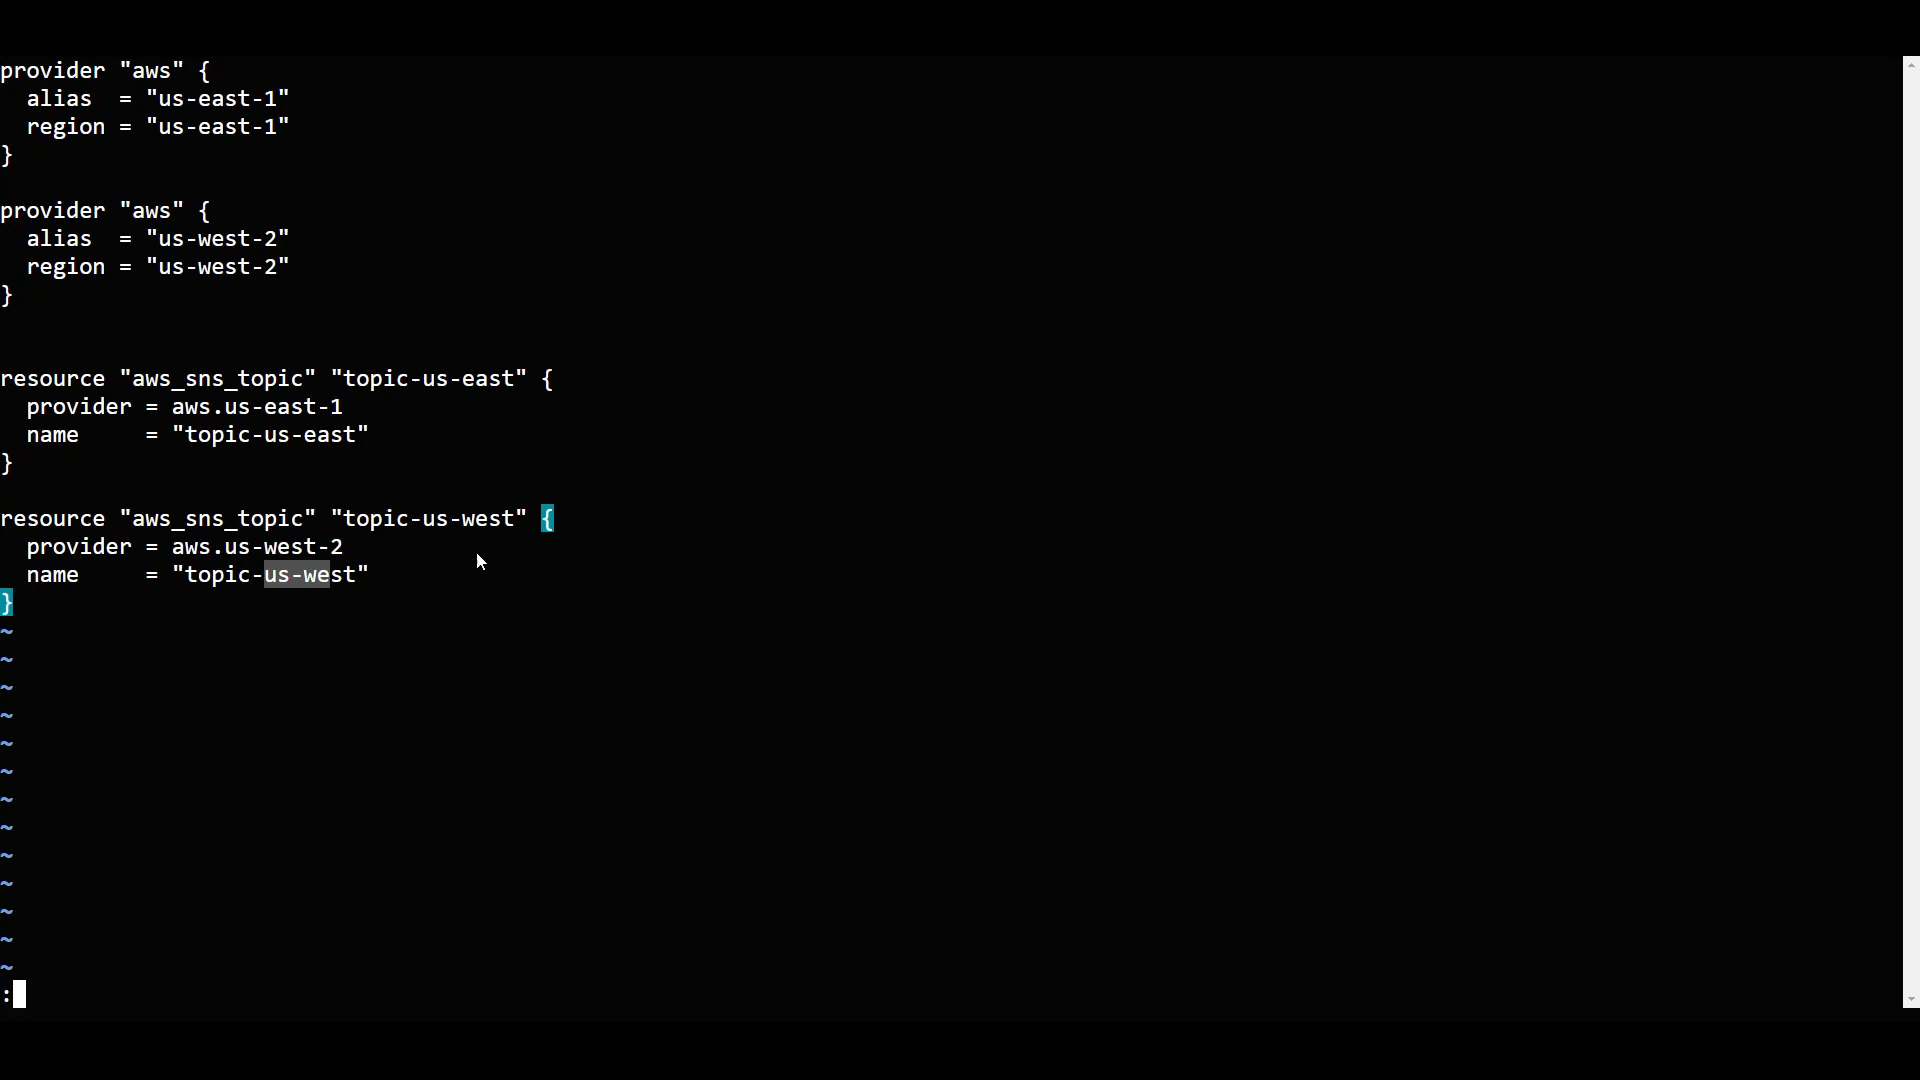 provider "aws" {
  alias  = "us-east-1"
  region = "us-east-1"
}

provider "aws" {
  alias  = "us-west-2"
  region = "us-west-2"
}


resource "aws_sns_topic" "topic-us-east" {
  provider = aws.us-east-1
  name     = "topic-us-east"
}

resource "aws_sns_topic" "topic-us-west" {
  provider = aws.us-west-2
  name     = "topic-us-west"
}
~
~
~
~
~
~
~
~
~
~
~
~
~
: